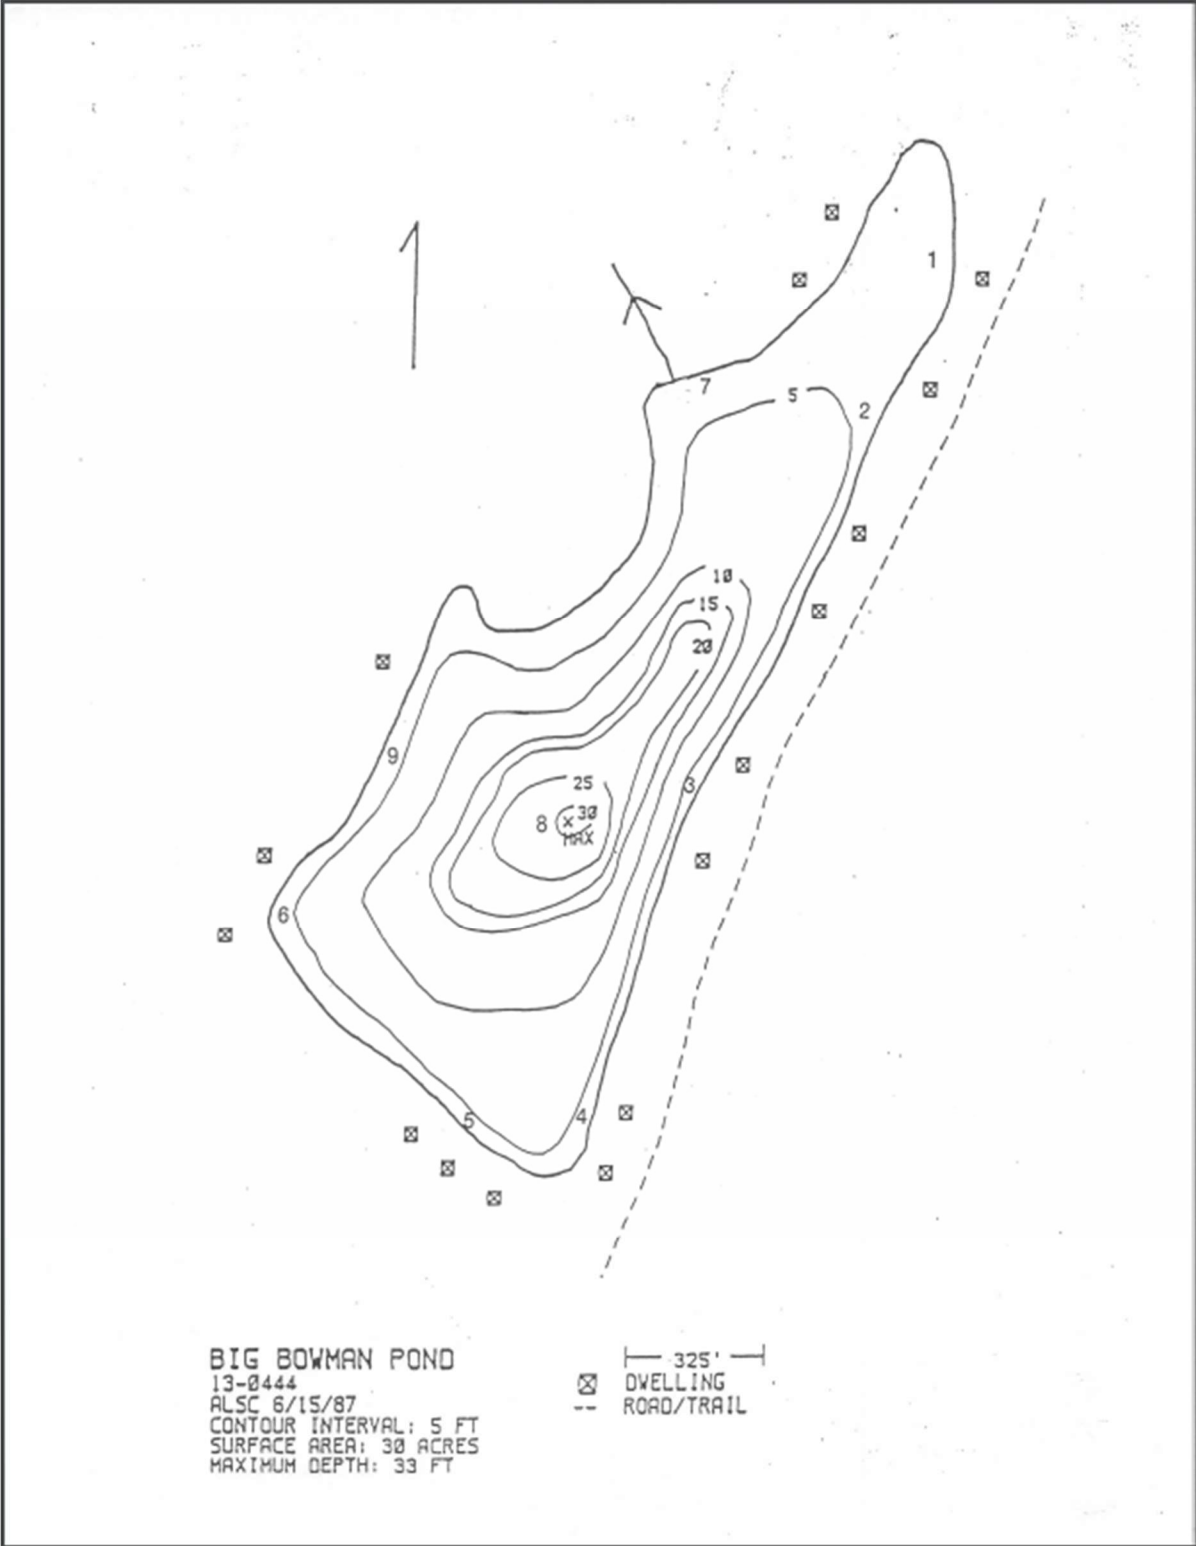 1
7
5
2
10
15
20
9
3
25
8
30
x
MAX
6
5
4
BIG BOWMAN POND
13-0444
ALSC 6/15/87
CONTOUR INTERVAL: 5 FT
SURFACE AREA: 30 ACRES
MAXIMUM DEPTH: 33 FT
325'
DWELLING
-- ROAD/TRAIL